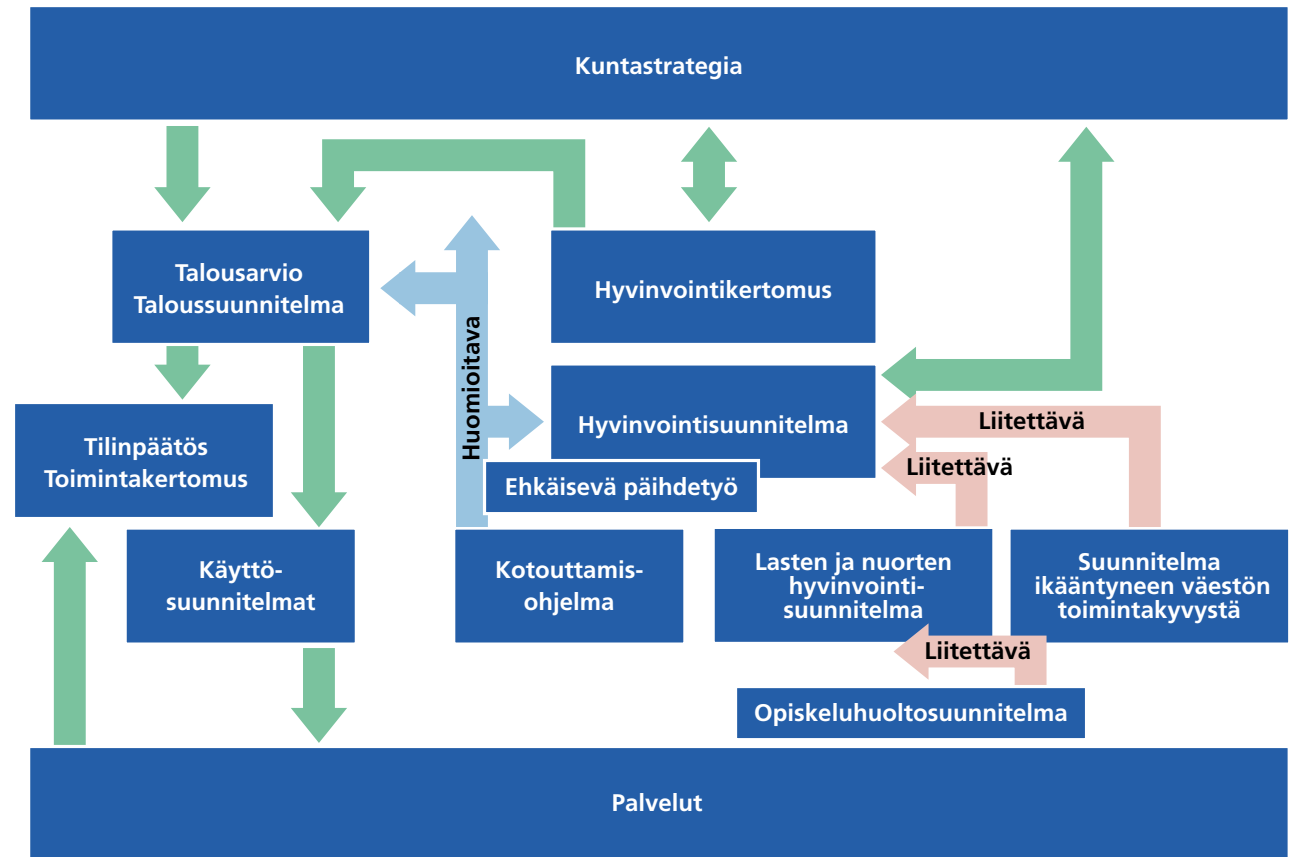 Kuntastrategia
Talousarvio
Taloussuunnitelma
Hyvinvointikertomus
Huomioitava
Hyvinvointisuunnitelma
Liitettävä
Liitettävä
Tilinpäätös
Toimintakertomus
Ehkäisevä päihdetyö
Käyttö-
suunnitelmat
Kotouttamis-
ohjelma
Lasten ja nuorten
hyvinvointi-
suunnitelma
Suunnitelma
ikääntyneen väestön
toimintakyvystä
Liitettävä
Opiskeluhuoltosuunnitelma
Palvelut